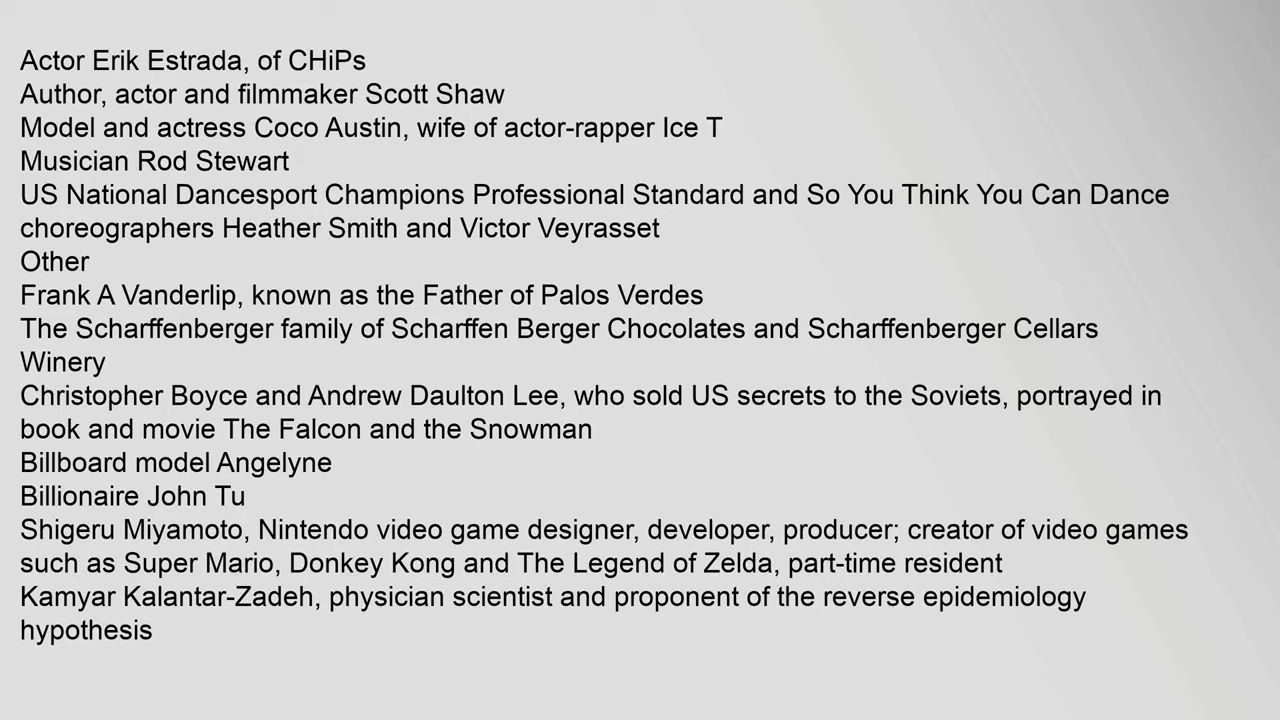 Actor Erik Estrada, of CHiPs
Author, actor and filmmaker Scott Shaw
Model and actress Coco Austin, wife of actor-rapper Ice T
Musician Rod Stewart
US National Dancesport Champions Professional Standard and So You Think You Can Dance
choreographers Heather Smith and Victor Veyrasset
Other
Frank A Vanderlip, known as the Father of Palos Verdes
The Scharffenberger family of Scharffen Berger Chocolates and Scharffenberger Cellars
Winery
Christopher Boyce and Andrew Daulton Lee, who sold US secrets to the Soviets, portrayed in
book and movie The Falcon and the Snowman
Billboard model Angelyne
Billionaire John Tu
Shigeru Miyamoto, Nintendo video game designer, developer, producer; creator of video games
such as Super Mario, Donkey Kong and The Legend of Zelda, part-time resident
Kamyar Kalantar-Zadeh, physician scientist and proponent of the reverse epidemiology
hypothesis